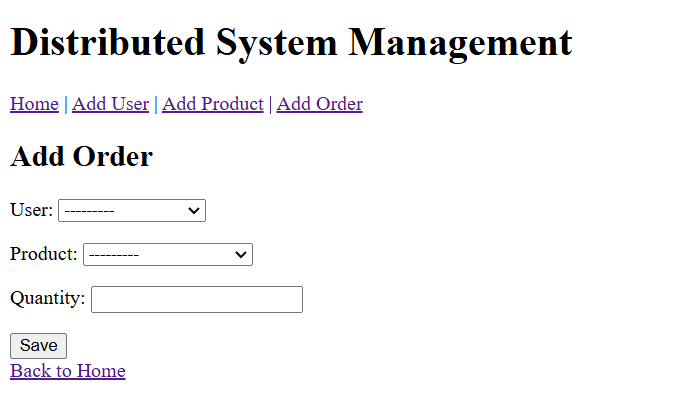 Distributed System Management
Home | Add User | Add Product | Add Order
Add Order
User: ---------
Product: ---------
Quantity:
Save
Back to Home